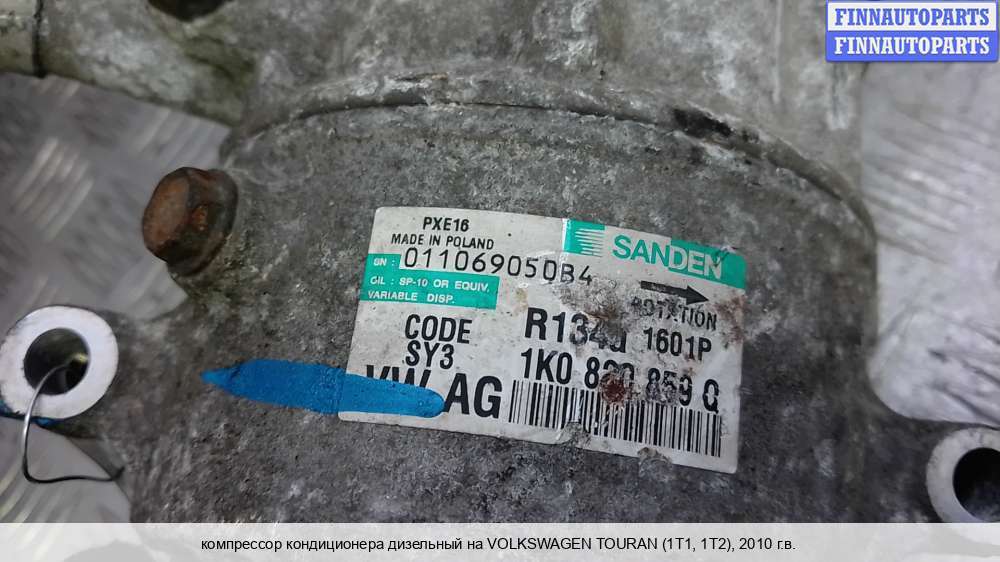 FINNAUTOPARTS
FINNAUTOPARTS
PXE16
MADE IN POLAND
SANDEN
SN : 011069050B4
OIL : SP-10 OR EQUIV.
VARIABLE DISP.
ROTATION
CODE
SY3
R134a 1601P
1K0 820 859 Q
VW AG
компрессор кондиционера дизельный на VOLKSWAGEN TOURAN (1T1, 1T2), 2010 г.в.